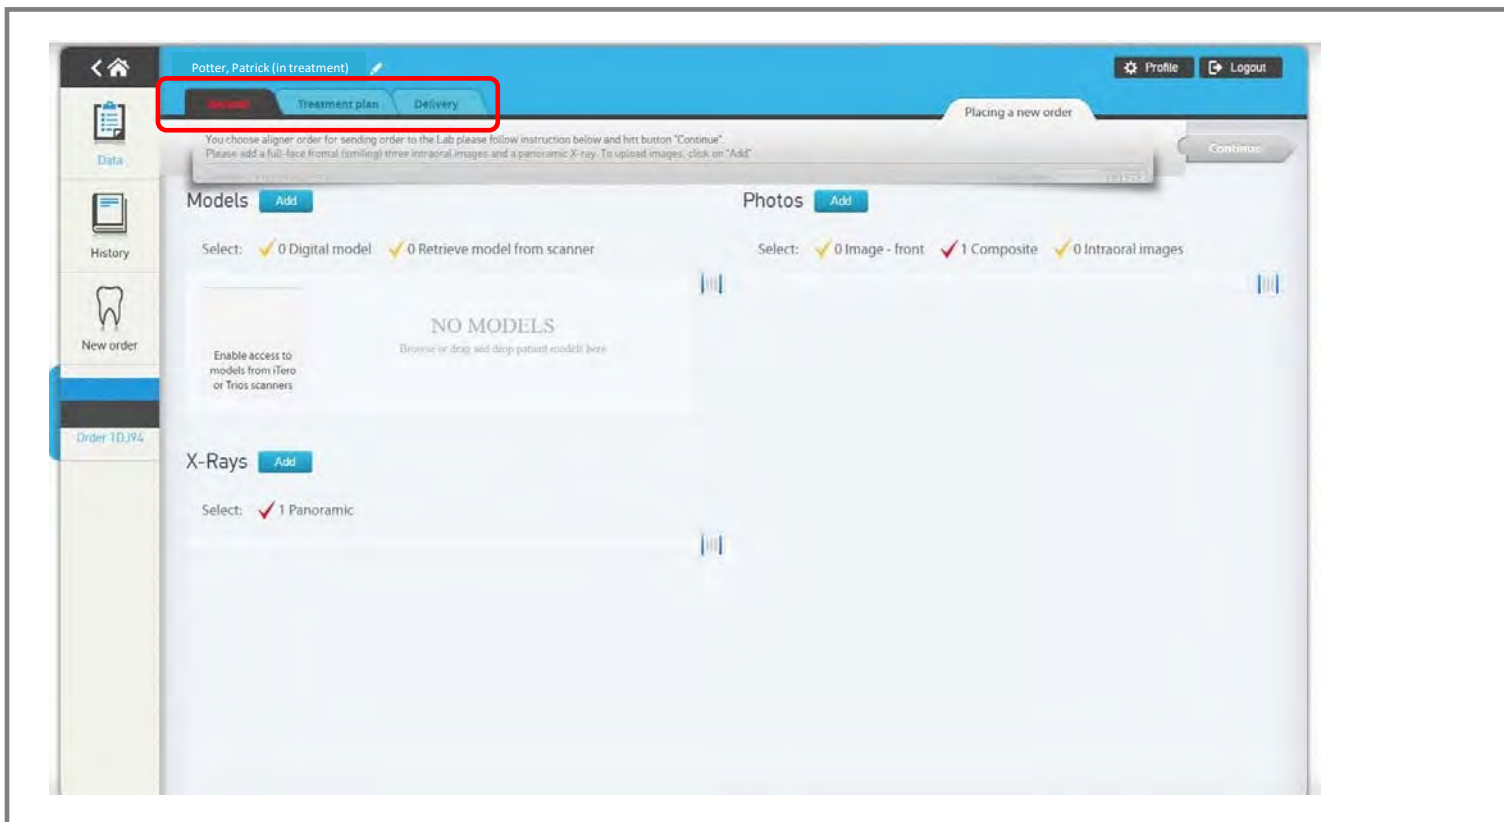 Potter, Patrick (in treatment)
Profile
Logout
Treatment plan
Delivery
Placing a new order
You choose aligner order for sending order to the Lab please follow instruction below and hitt button "Continue".
Please add a full-face frontal (smiling) three intraoral images and a panoramic X-ray. To upload images, click on "Add"
Continue
Data
History
New order
Order 1DJ94
Models Add
Select: 0 Digital model 0 Retrieve model from scanner
Enable access to
models from iTero
or Trios scanners
NO MODELS
Browse or drag and drop patient models here
Photos Add
Select: 0 Image - front 1 Composite 0 Intraoral images
X-Rays Add
Select: 1 Panoramic